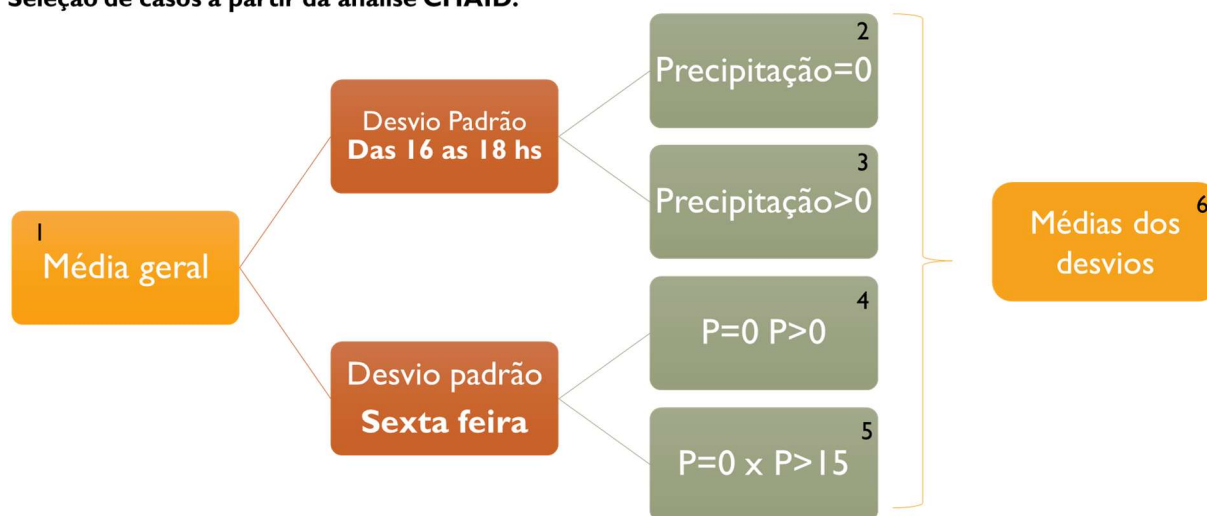 Seleção de casos a partir da análise CHAID:
1
Média geral
Desvio Padrão
Das 16 as 18 hs
Desvio padrão
Sexta feira
2
Precipitação=0
3
Precipitação>0
4
P=0 P>0
5
P=0 x P>15
6
Médias dos
desvios